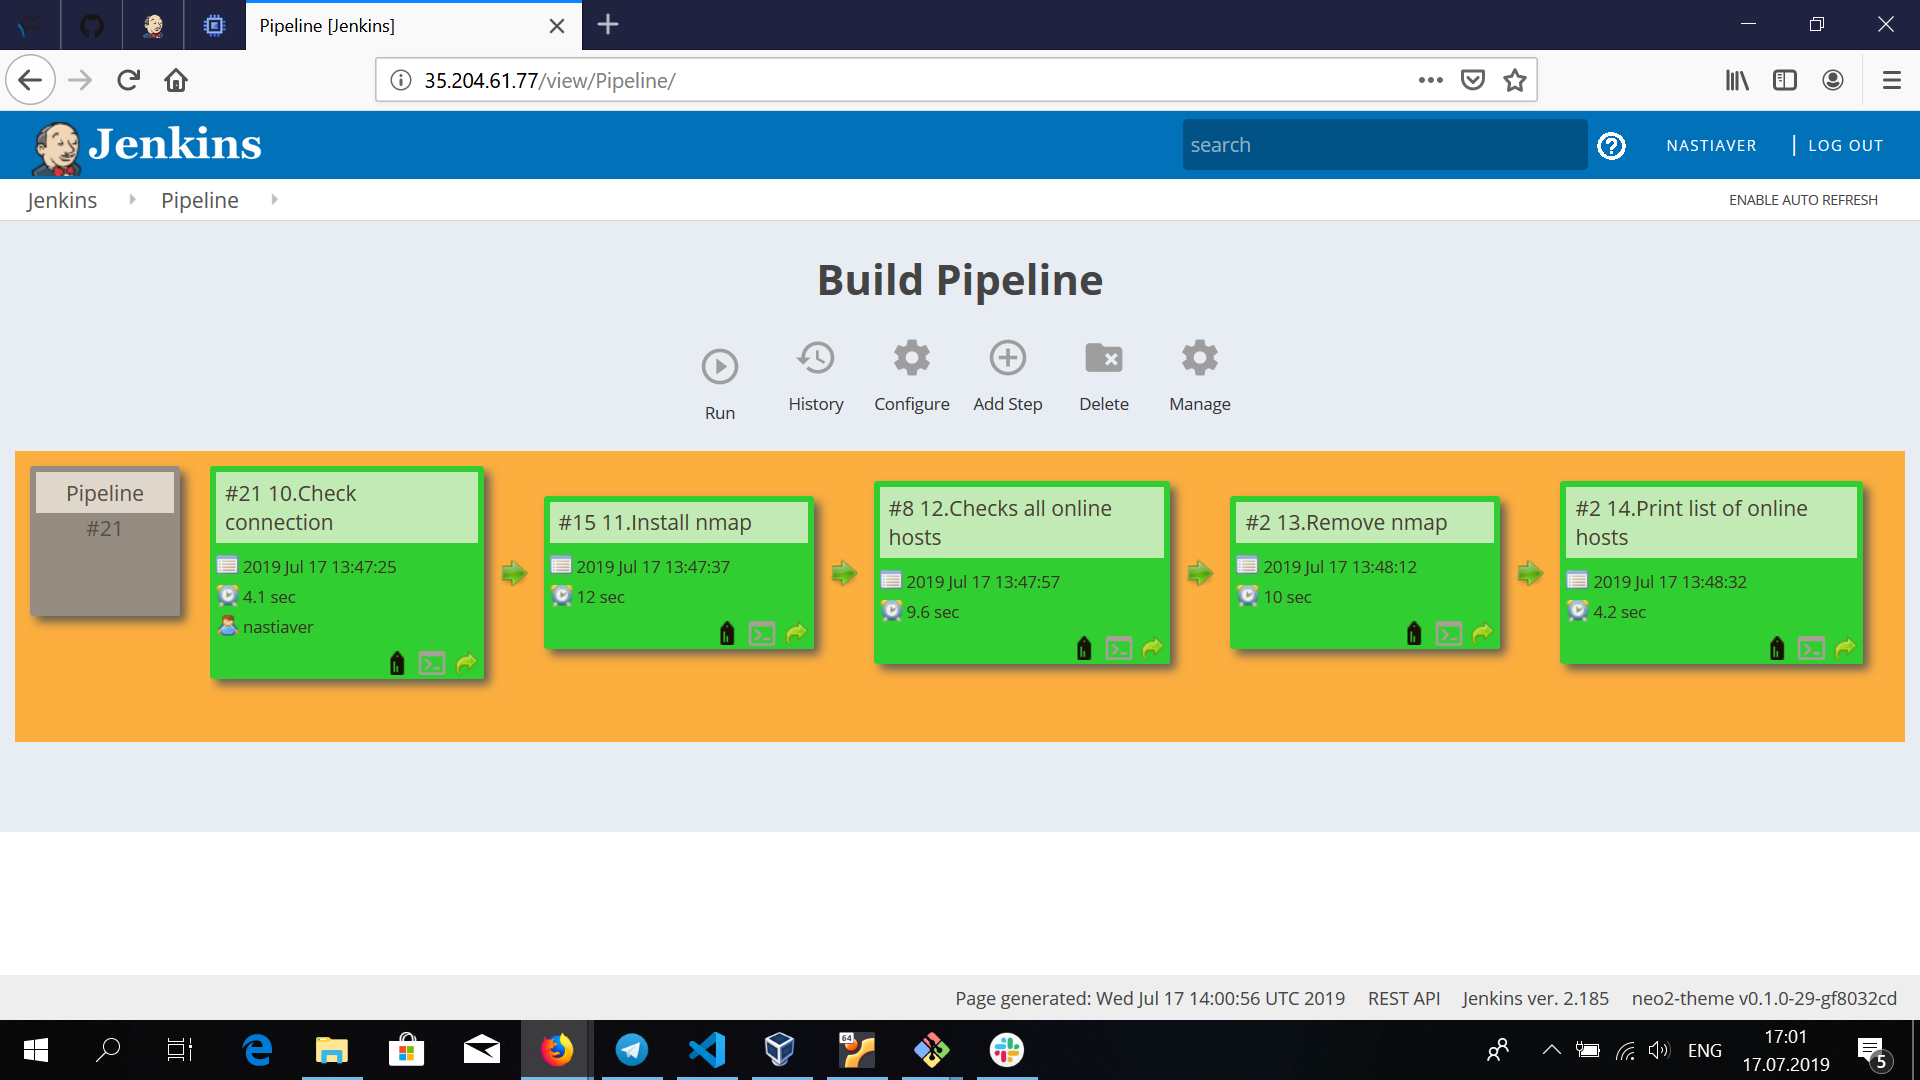 Pipeline [Jenkins]
35.204.61.77/view/Pipeline/
Jenkins
search
NASTIAVER
LOG OUT
Jenkins
Pipeline
ENABLE AUTO REFRESH
Build Pipeline
Run
History
Configure
Add Step
Delete
Manage
Pipeline
#21
#21 10.Check
connection
2019 Jul 17 13:47:25
4.1 sec
nastiaver
#15 11.Install nmap
2019 Jul 17 13:47:37
12 sec
#8 12.Checks all online
hosts
2019 Jul 17 13:47:57
9.6 sec
#2 13.Remove nmap
2019 Jul 17 13:48:12
10 sec
#2 14.Print list of online
hosts
2019 Jul 17 13:48:32
4.2 sec
Page generated: Wed Jul 17 14:00:56 UTC 2019
REST API
Jenkins ver. 2.185
neo2-theme v0.1.0-29-gf8032cd
64
ENG
17:01
17.07.2019
5